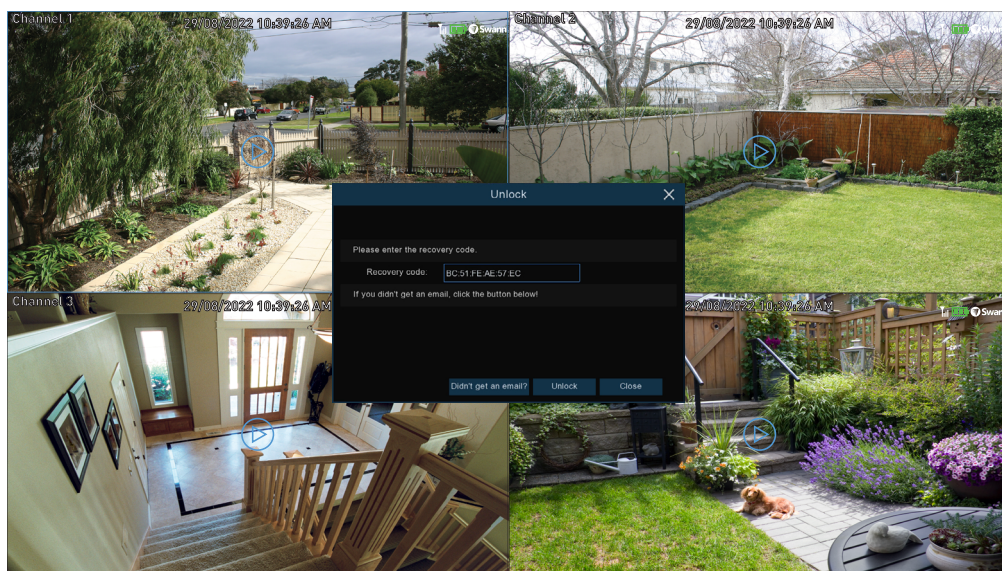 Channel 1
29/08/2022 10:39:26 AM
Swann
Channel 2
29/08/2022 10:39:26 AM
Unlock
Please enter the recovery code.
Recovery code: BC:51:FE:AE:57:EC
If you didn't get an email, click the button below!
Didn't get an email? Unlock Close
Channel 3
29/08/2022 10:39:26 AM
29/08/2022 10:39:26 AM
Swan